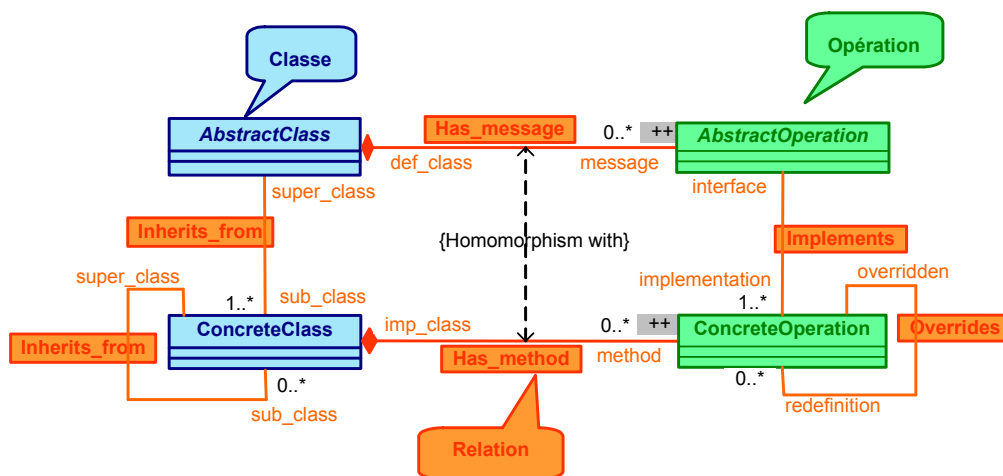 Classe
Opération
AbstractClass
Has_message
0..*
++
AbstractOperation
def_class
message
super_class
interface
Inherits_from
{Homomorphism with}
Implements
super_class
implementation
overridden
1..*
sub_class
1..*
ConcreteClass
imp_class
0..*
++
ConcreteOperation
Overrides
Inherits_from
Has_method
method
0..*
0..*
sub_class
redefinition
Relation